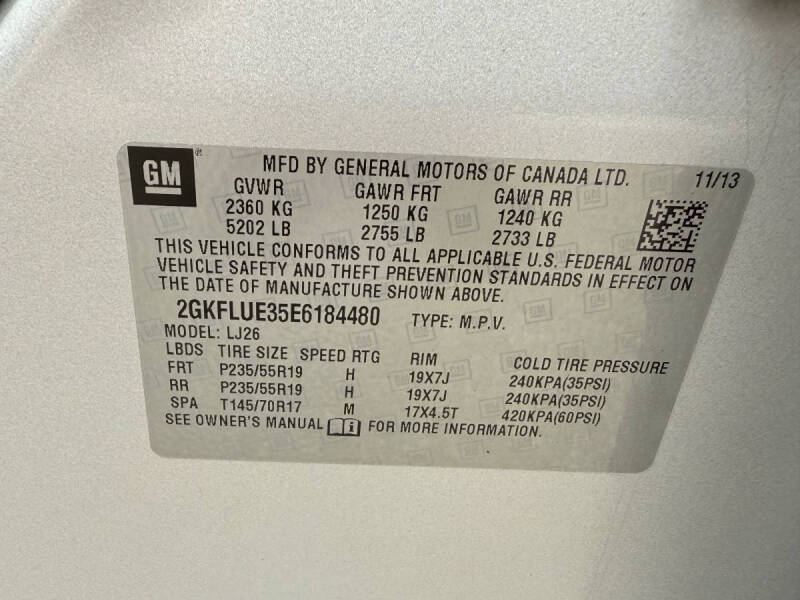 GM MFD BY GENERAL MOTORS OF CANADA LTD. 11/13
GVWR GAWR FRT GAWR RR
2360 KG 1250 KG 1240 KG
5202 LB 2755 LB 2733 LB
THIS VEHICLE CONFORMS TO ALL APPLICABLE U.S. FEDERAL MOTOR
VEHICLE SAFETY AND THEFT PREVENTION STANDARDS IN EFFECT ON
THE DATE OF MANUFACTURE SHOWN ABOVE.
2GKFLUE35E6184480 TYPE: M.P.V.
MODEL: LJ26
LBDS TIRE SIZE SPEED RTG RIM COLD TIRE PRESSURE
FRT P235/55R19 H 19X7J 240KPA(35PSI)
RR P235/55R19 H 19X7J 240KPA(35PSI)
SPA T145/70R17 M 17X4.5T 420KPA(60PSI)
SEE OWNER'S MANUAL i FOR MORE INFORMATION.